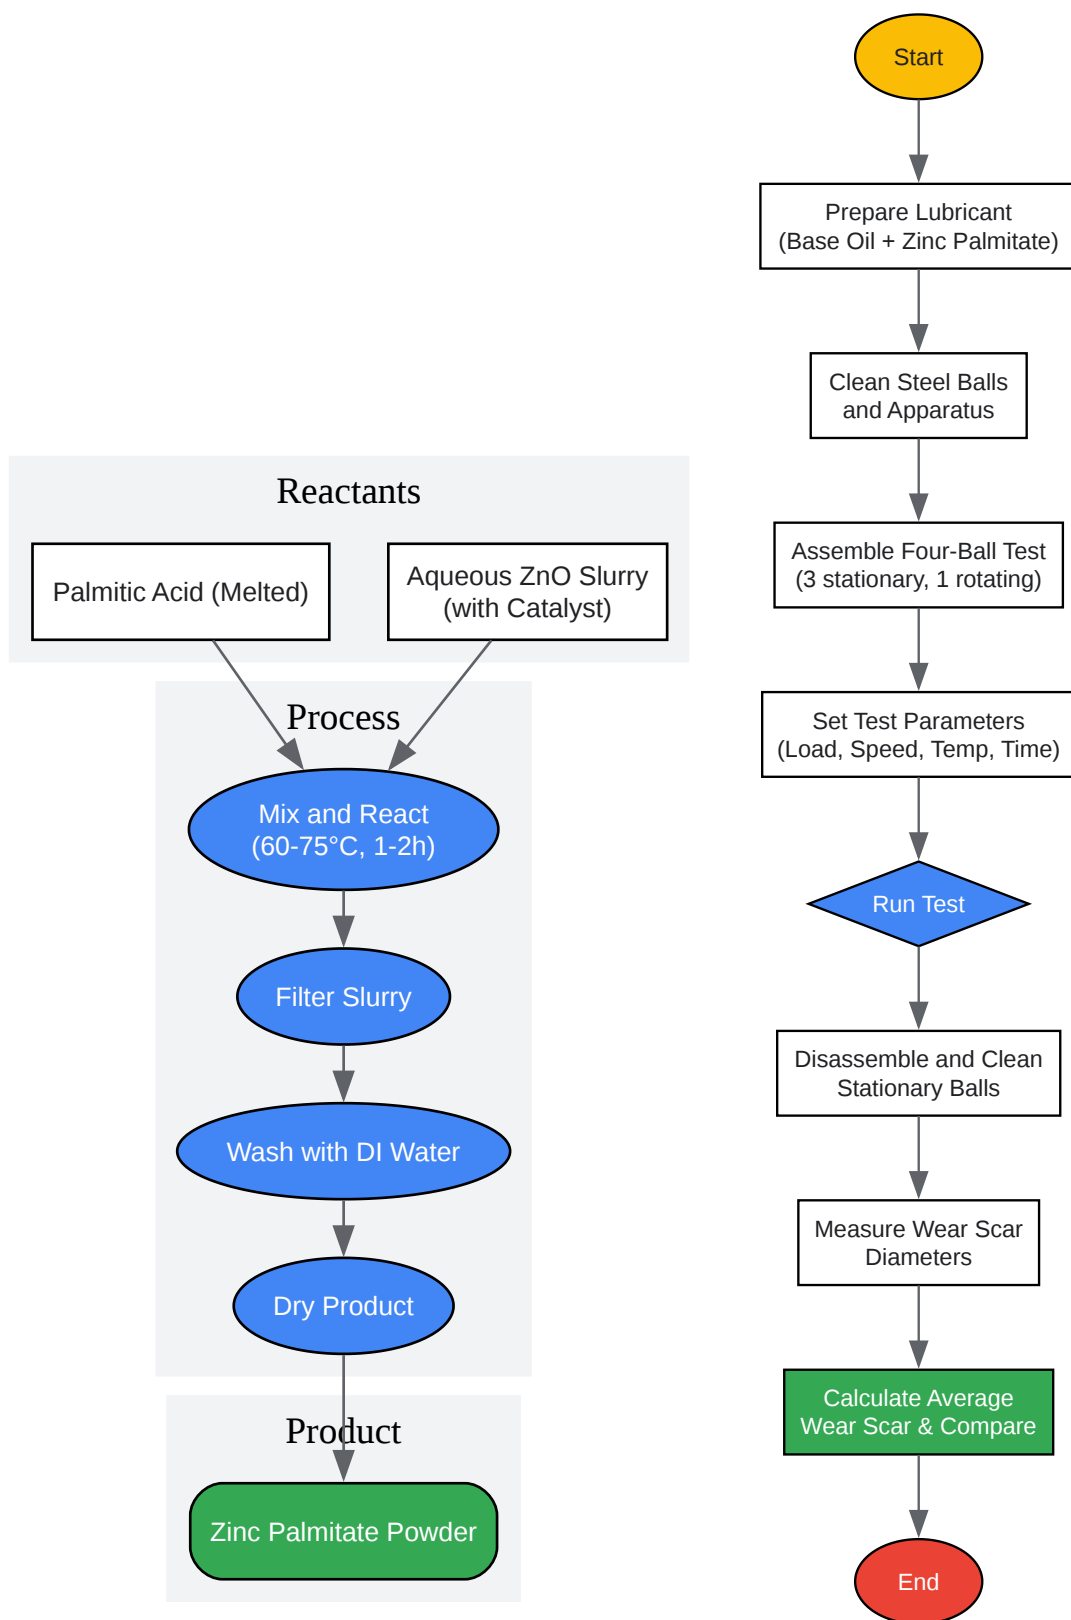 Reactants
Palmitic Acid (Melted)
Aqueous ZnO Slurry
(with Catalyst)
Process
Mix and React
(60-75°C, 1-2h)
Filter Slurry
Wash with DI Water
Dry Product
Product
Zinc Palmitate Powder
Start
Prepare Lubricant
(Base Oil + Zinc Palmitate)
Clean Steel Balls
and Apparatus
Assemble Four-Ball Test
(3 stationary, 1 rotating)
Set Test Parameters
(Load, Speed, Temp, Time)
Run Test
Disassemble and Clean
Stationary Balls
Measure Wear Scar
Diameters
Calculate Average
Wear Scar & Compare
End